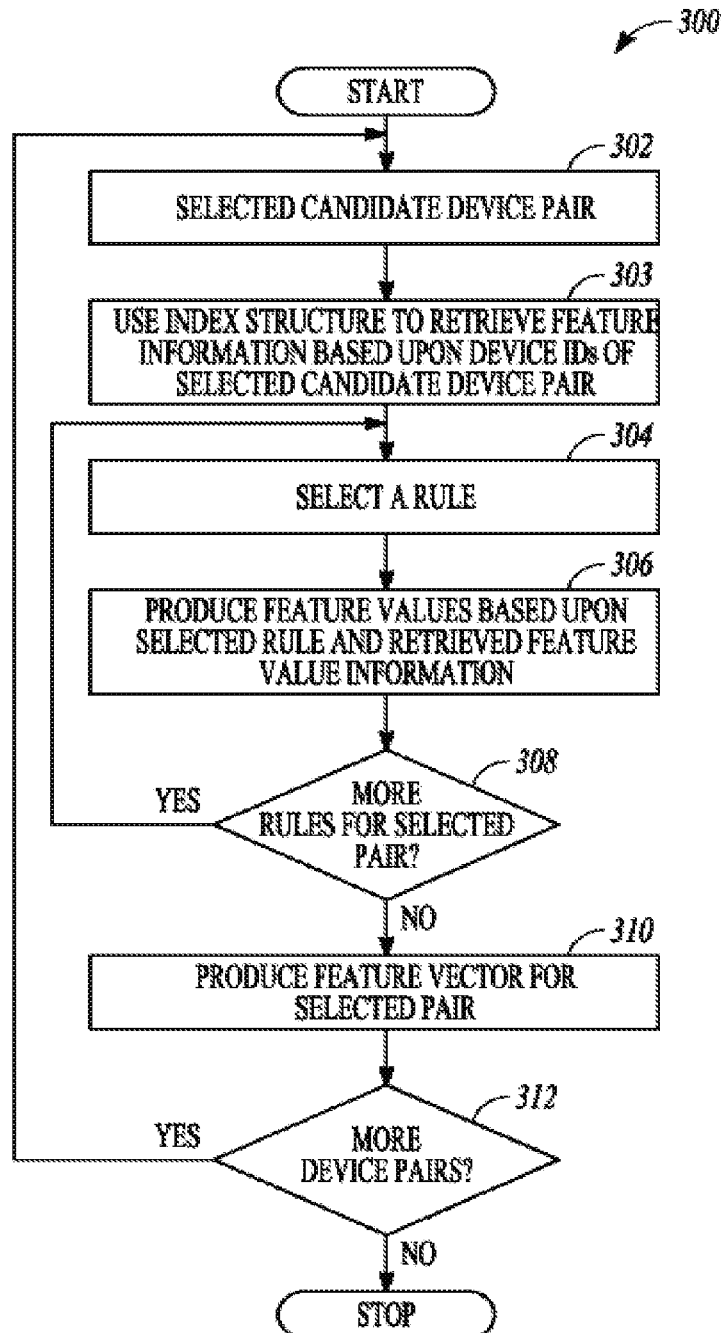 300
START
302
SELECTED CANDIDATE DEVICE PAIR
303
USE INDEX STRUCTURE TO RETRIEVE FEATURE
INFORMATION BASED UPON DEVICE IDs OF
SELECTED CANDIDATE DEVICE PAIR
304
SELECT A RULE
306
PRODUCE FEATURE VALUES BASED UPON
SELECTED RULE AND RETRIEVED FEATURE
VALUE INFORMATION
308
YES
MORE
RULES FOR SELECTED
PAIR?
NO
310
PRODUCE FEATURE VECTOR FOR
SELECTED PAIR
312
YES
MORE
DEVICE PAIRS?
NO
STOP